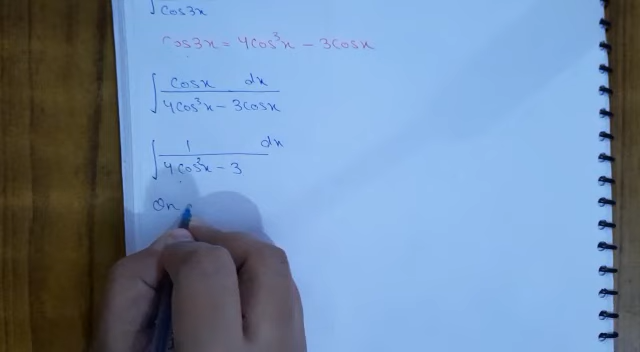 ∫ cos3x
cos3x = 4cos³x − 3cosx
∫ cosx dx / 4cos³x − 3cosx
∫ 1 dx / 4cos²x − 3
On